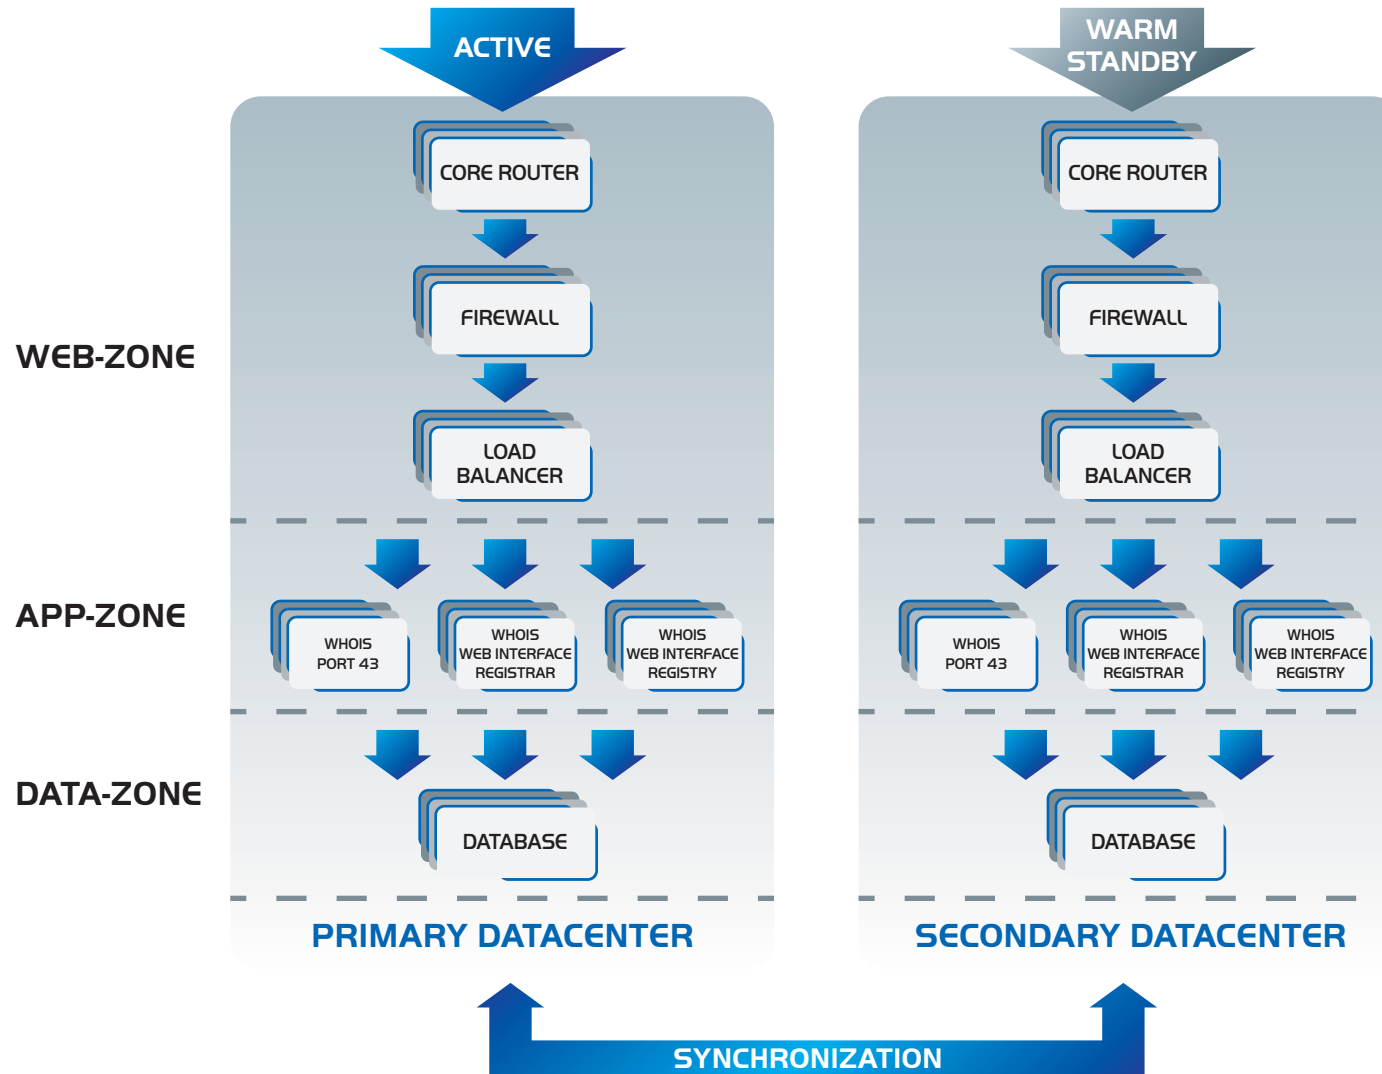 ACTIVE
WARM
STANDBY
CORE ROUTER
CORE ROUTER
FIREWALL
FIREWALL
WEB-ZONE
LOAD
BALANCER
LOAD
BALANCER
APP-ZONE
WHOIS
PORT 43
WHOIS
WEB INTERFACE
REGISTRAR
WHOIS
WEB INTERFACE
REGISTRY
WHOIS
PORT 43
WHOIS
WEB INTERFACE
REGISTRAR
WHOIS
WEB INTERFACE
REGISTRY
DATA-ZONE
DATABASE
DATABASE
PRIMARY DATACENTER
SECONDARY DATACENTER
SYNCHRONIZATION